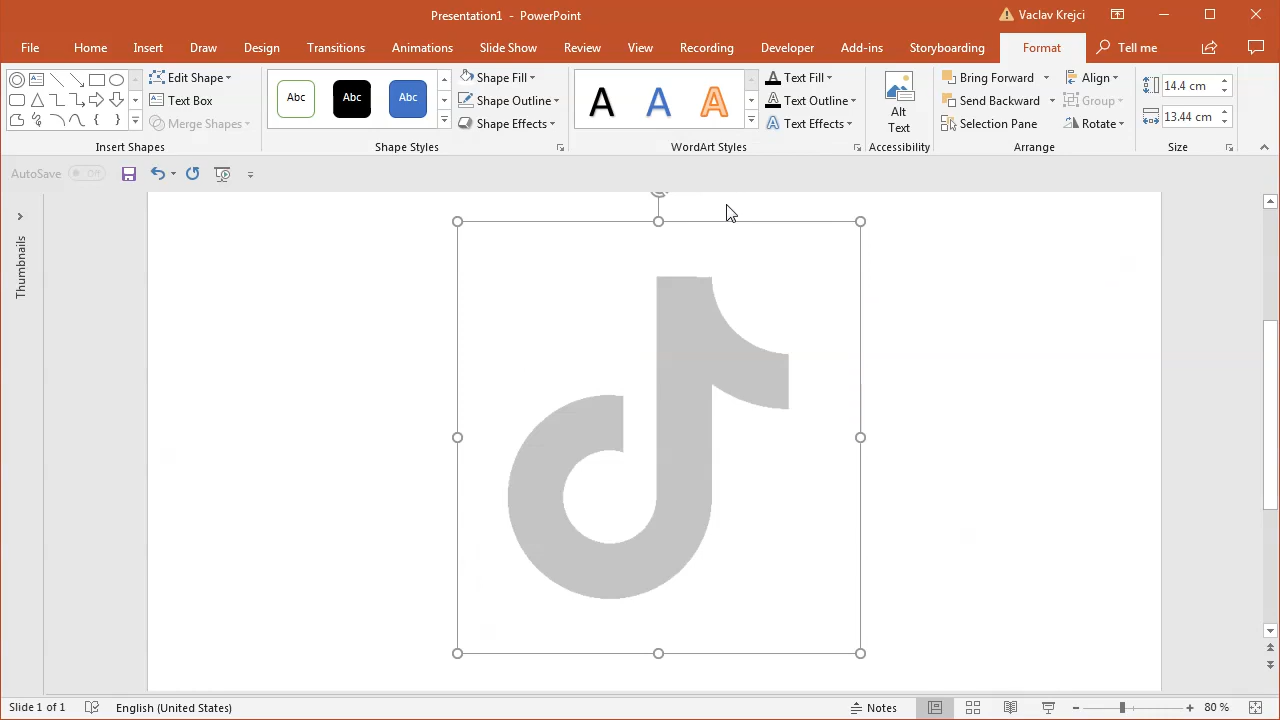 Presentation1 - PowerPoint
Vaclav Krejci
File Home Insert Draw Design Transitions Animations Slide Show Review View Recording Developer Add-ins Storyboarding Format Tell me
Edit Shape
Text Box
Merge Shapes
Insert Shapes
Abc Abc Abc
Shape Fill
Shape Outline
Shape Effects
Shape Styles
A A A
Text Fill
Text Outline
Text Effects
WordArt Styles
Alt
Text
Accessibility
Bring Forward
Send Backward
Selection Pane
Align
Group
Rotate
Arrange
14.4 cm
13.44 cm
Size
AutoSave Off
Thumbnails
Slide 1 of 1 English (United States) Notes 80 %